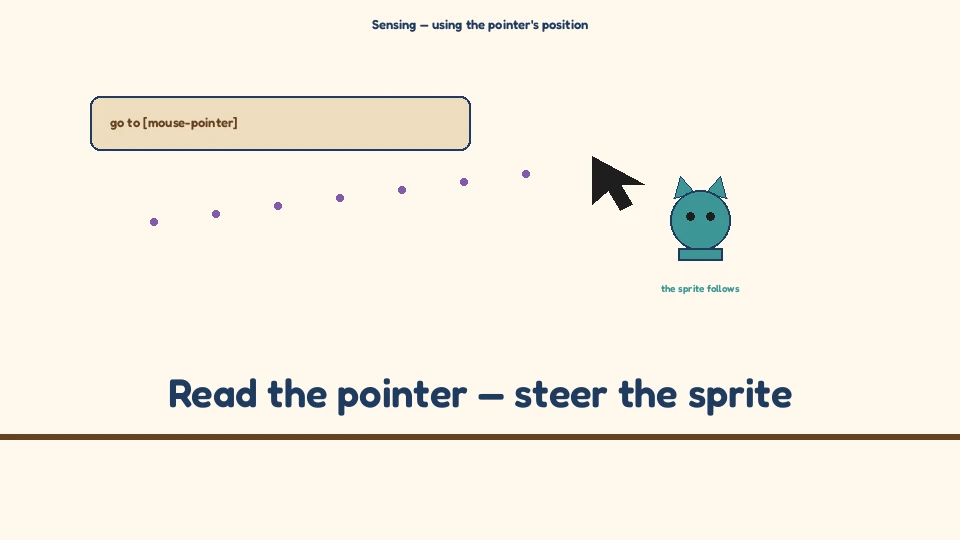 Sensing — using the pointer's position
go to [mouse-pointer]
the sprite follows
Read the pointer — steer the sprite